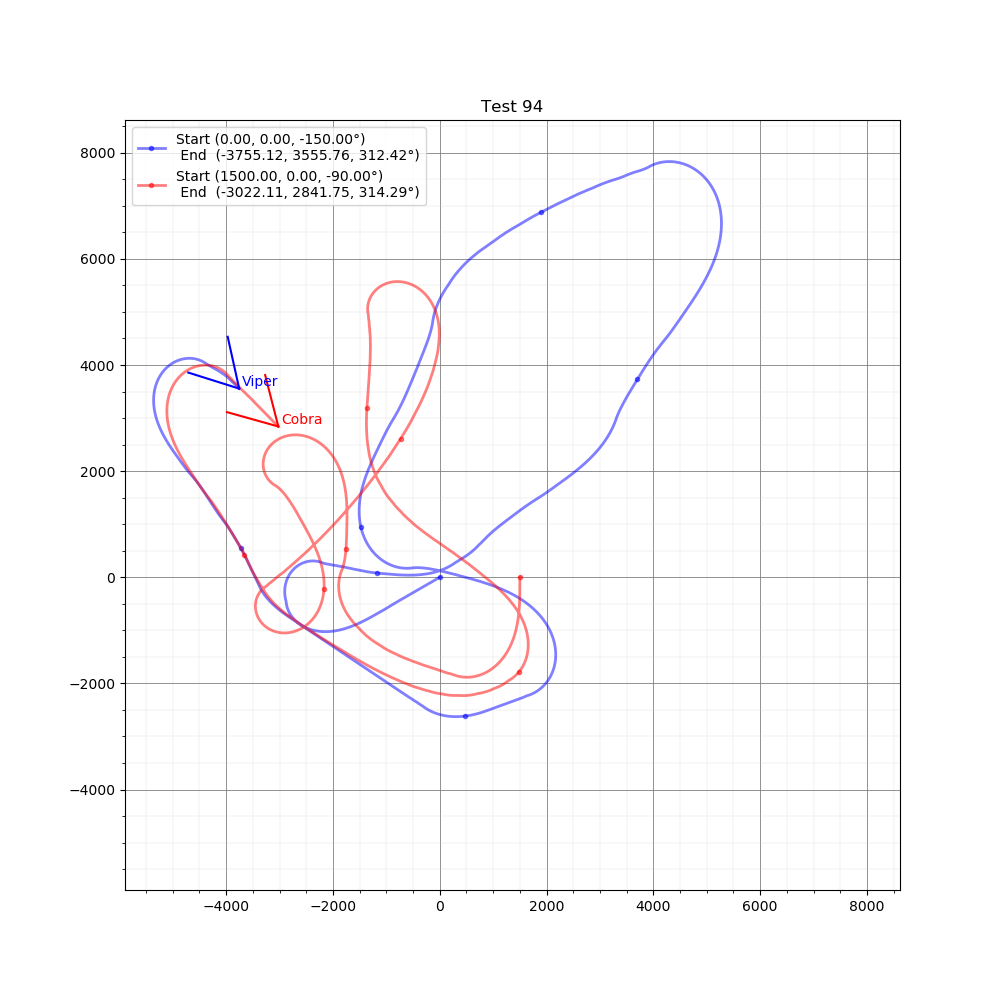 Test 94
Start (0.00, 0.00, -150.00°)
End (-3755.12, 3555.76, 312.42°)
Start (1500.00, 0.00, -90.00°)
End (-3022.11, 2841.75, 314.29°)
8000
6000
4000
2000
0
−2000
−4000
Viper
Cobra
−4000 −2000 0 2000 4000 6000 8000